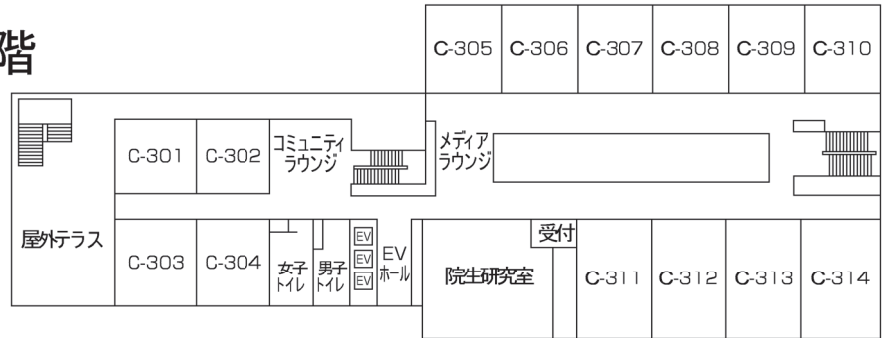 階
C-305
C-306
C-307
C-308
C-309
C-310
C-301
C-302
コミュニティ
ラウンジ
メディア
ラウンジ
屋外テラス
C-303
C-304
女子
トイレ
男子
トイレ
EV
EV
EV
EV
ホール
院生研究室
受付
C-311
C-312
C-313
C-314